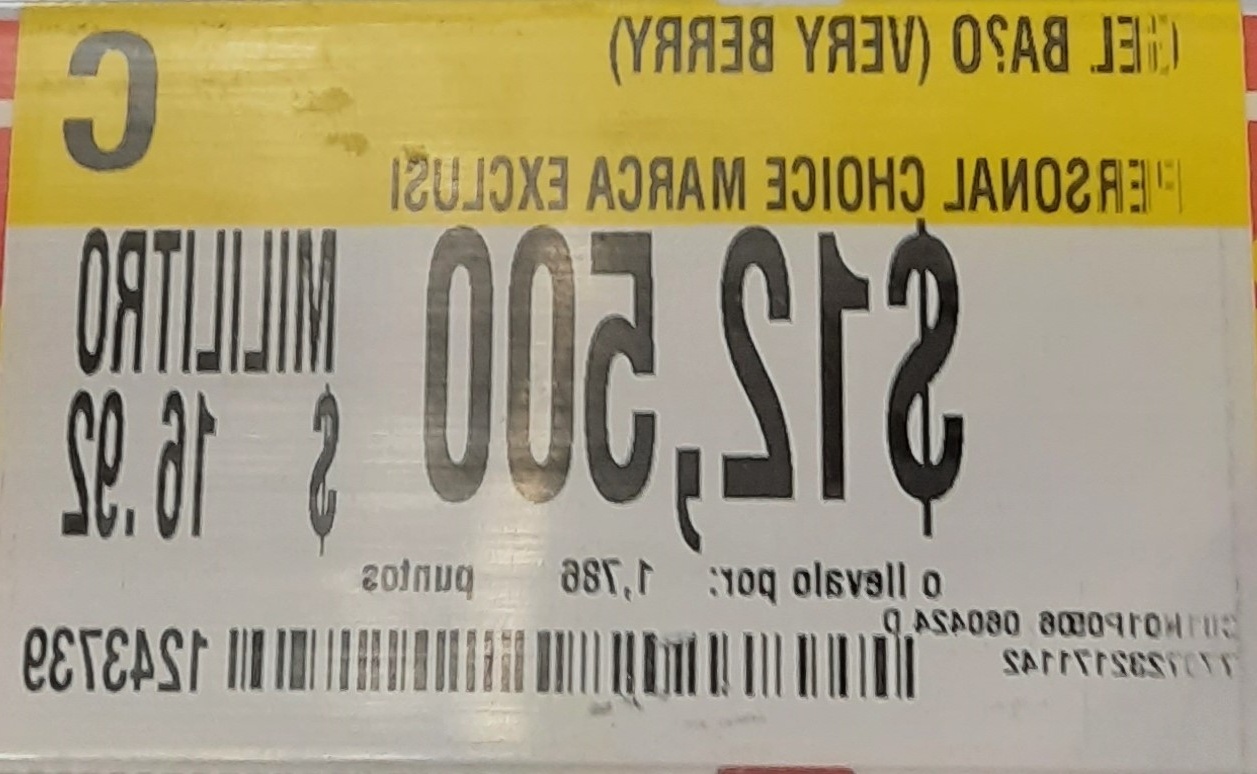 GEL BA?O (VERY BERRY)
C
PERSONAL CHOICE MARCA EXCLUSI
$12,500
MILILITRO
$ 16.92
o llevalo por: 1,786 puntos
060424 D
1243739